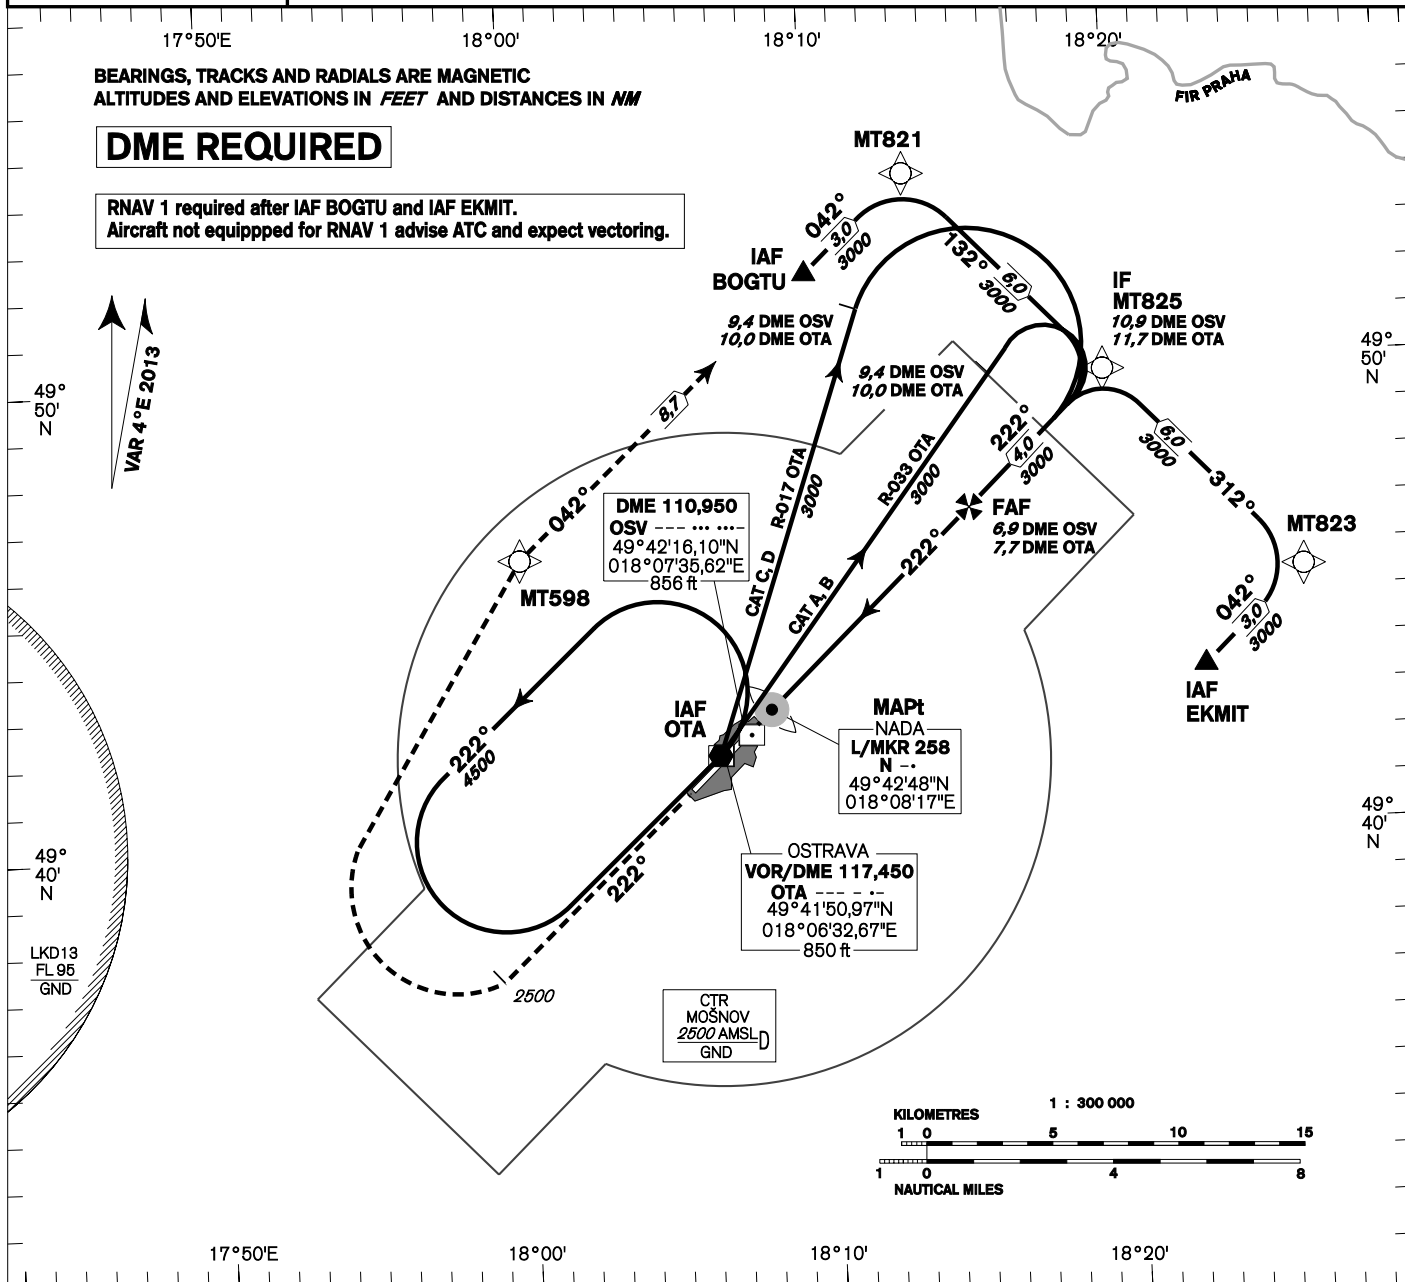 17°50'E
18°00'
18°10'
18°20'
BEARINGS, TRACKS AND RADIALS ARE MAGNETIC
ALTITUDES AND ELEVATIONS IN FEET AND DISTANCES IN NM
DME REQUIRED
RNAV 1 required after IAF BOGTU and IAF EKMIT.
Aircraft not equippped for RNAV 1 advise ATC and expect vectoring.
FIR PRAHA
MT821
042°
3,0
3000
IAF
BOGTU
132°
6,0
3000
IF
MT825
10,9 DME OSV
11,7 DME OTA
9,4 DME OSV
10,0 DME OTA
9,4 DME OSV
10,0 DME OTA
VAR 4°E 2013
49°
50'
N
49°
50'
N
8,7
042°
MT598
222°
4,0
3000
6,0
3000
312°
MT823
042°
3,0
3000
IAF
EKMIT
R-017 OTA
3000
CAT C, D
R-033 OTA
3000
CAT A, B
FAF
6,9 DME OSV
7,7 DME OTA
222°
DME 110,950
OSV ---- ••• •••-
49°42'16,10"N
018°07'35,62"E
856 ft
IAF
OTA
222°
4500
MAPt
NADA
L/MKR 258
N -•
49°42'48"N
018°08'17"E
OSTRAVA
VOR/DME 117,450
OTA --- - •-
49°41'50,97"N
018°06'32,67"E
850 ft
222°
2500
49°
40'
N
49°
40'
N
LKD13
FL 95
GND
CTR
MOŠNOV
2500 AMSL
D
GND
1 : 300 000
KILOMETRES
1 0 5 10 15
1 0 4 8
NAUTICAL MILES
17°50'E
18°00'
18°10'
18°20'